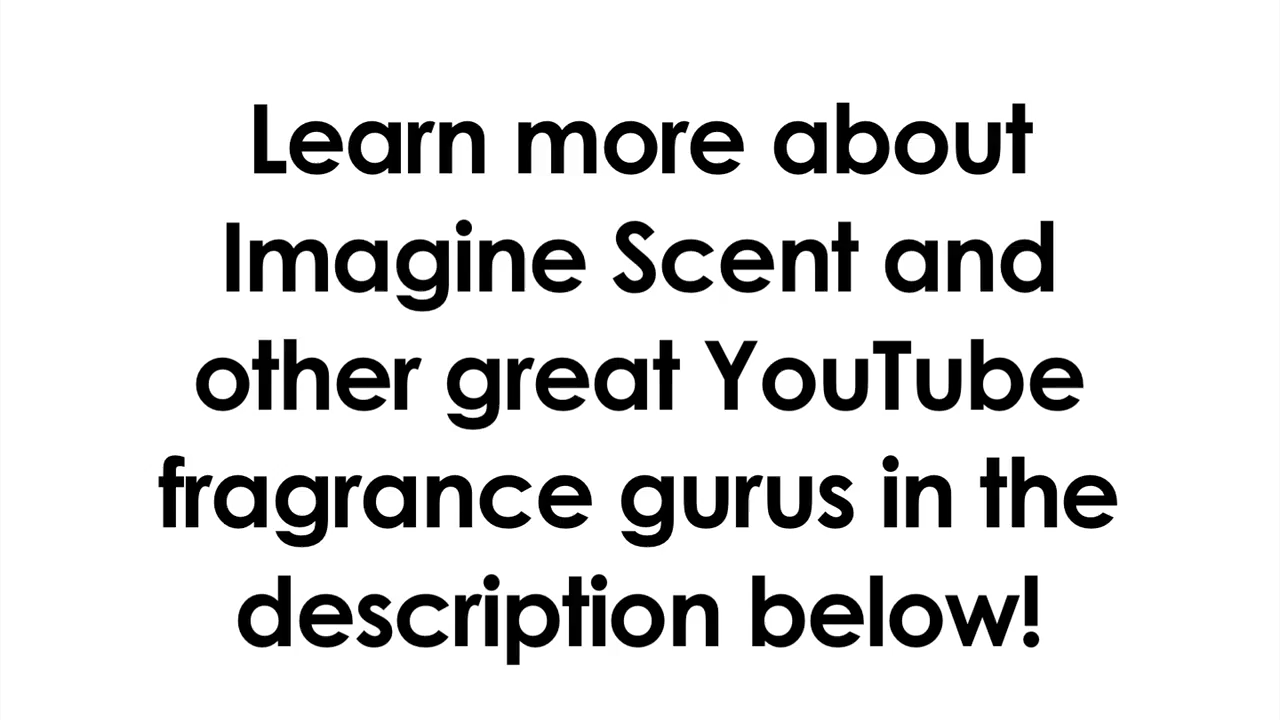 Learn more about
Imagine Scent and
other great YouTube
fragrance gurus in the
description below!